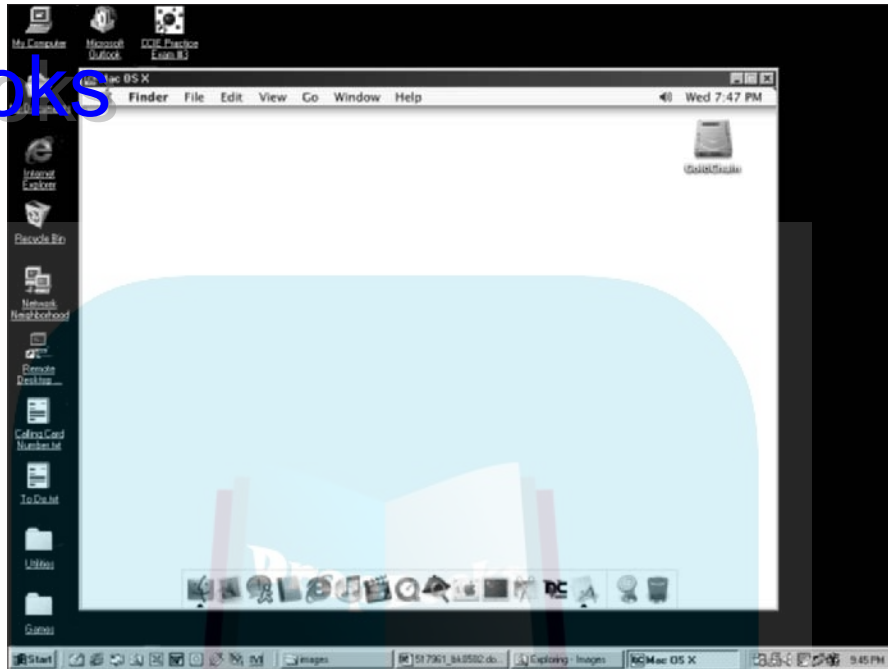 My Computer
Microsoft Outlook
CCIE Practice Exam #3
oks
Mac OS X
Finder File Edit View Go Window Help
Wed 7:47 PM
Internet Explorer
Recycle Bin
Network Neighborhood
Remote Desktop ...
Calling Card Number.txt
To Do.txt
Utilities
Games
Start
images
517961_bk0502.do...
Exploring - Images
Mac OS X
9:45 PM